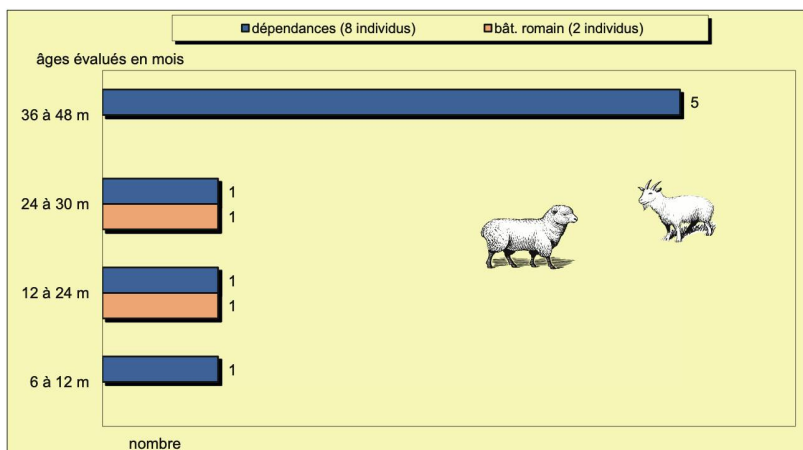 dépendances (8 individus) bât. romain (2 individus)
âges évalués en mois
36 à 48 m 5
24 à 30 m 1
1
12 à 24 m 1
1
6 à 12 m 1
nombre